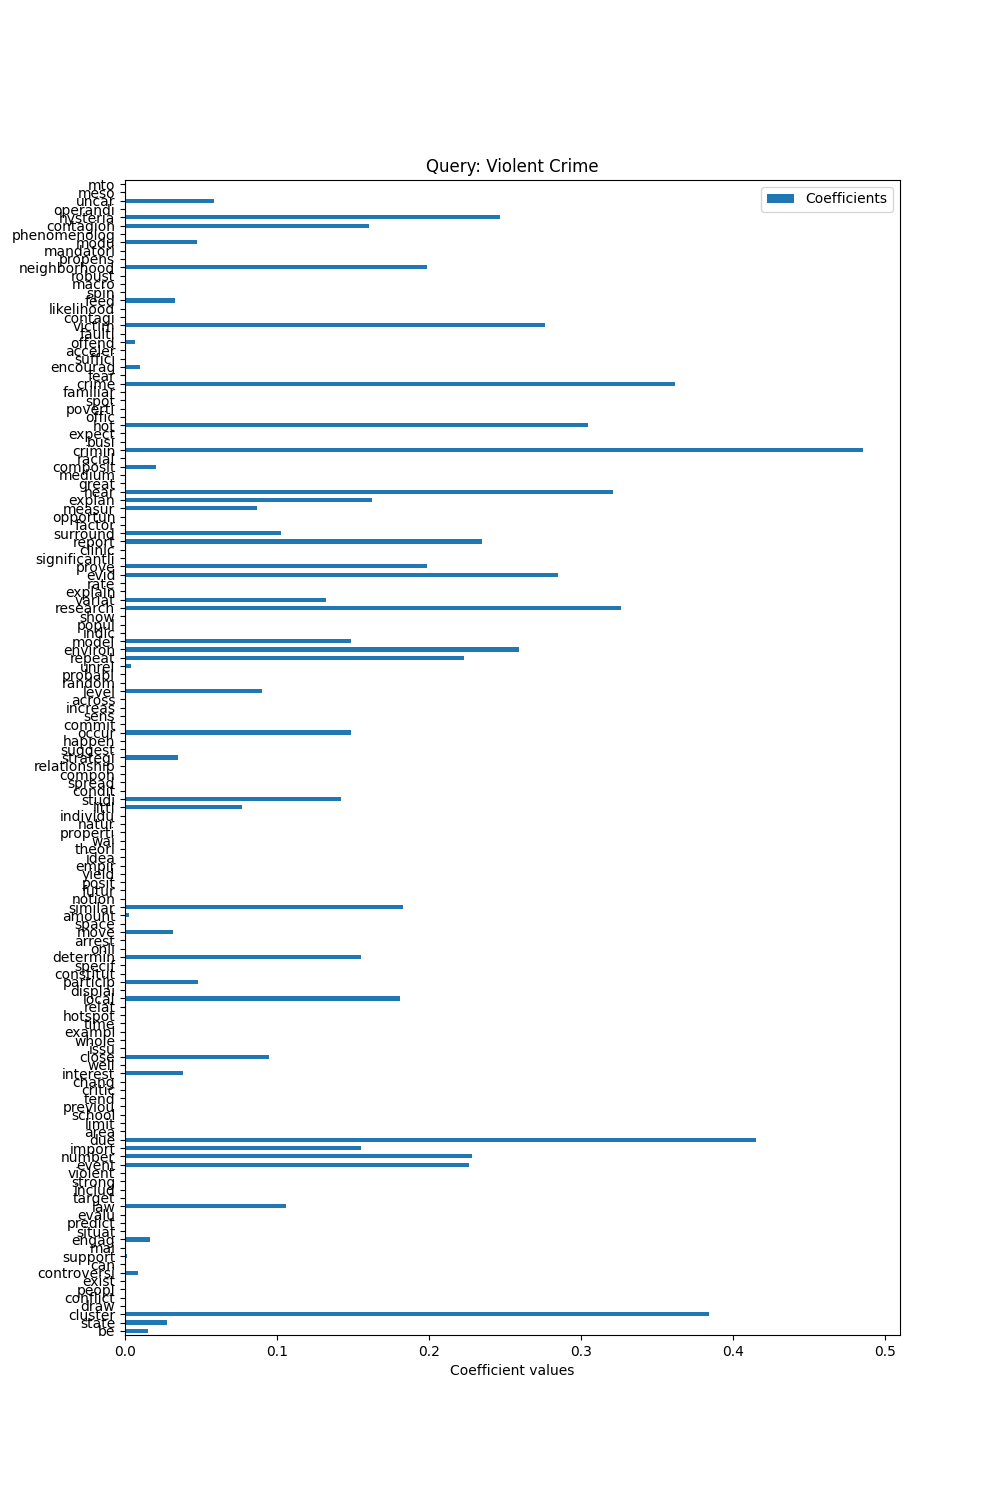 Query: Violent Crime
Coefficients
mto
meso
uncar
operandi
hysteria
contagion
phenomenolog
modu
mandatori
propens
neighborhood
robust
macro
spin
feed
likelihood
contagi
victim
faulti
offend
acceler
suffici
encourag
fear
crime
familiar
spot
poverti
offic
hot
expect
busi
crimin
racial
composit
medium
great
near
explan
measur
opportun
factor
surround
report
clinic
significantli
prove
evid
rate
explain
variat
research
show
popul
indic
model
environ
repeat
unrel
probabl
random
level
across
increas
sens
commit
occur
happen
suggest
strategi
relationship
compon
spread
condit
studi
littl
individu
natur
properti
wai
theori
idea
empir
yield
posit
futur
notion
similar
amount
space
move
arrest
onli
determin
specif
constitut
particip
displai
local
relat
hotspot
time
exampl
whole
issu
close
well
interest
chang
critic
tend
previou
school
limit
area
due
import
number
event
violent
strong
includ
target
law
evalu
predict
situat
engag
mai
support
can
controversi
exist
peopl
conflict
draw
cluster
state
be
0.0 0.1 0.2 0.3 0.4 0.5
Coefficient values